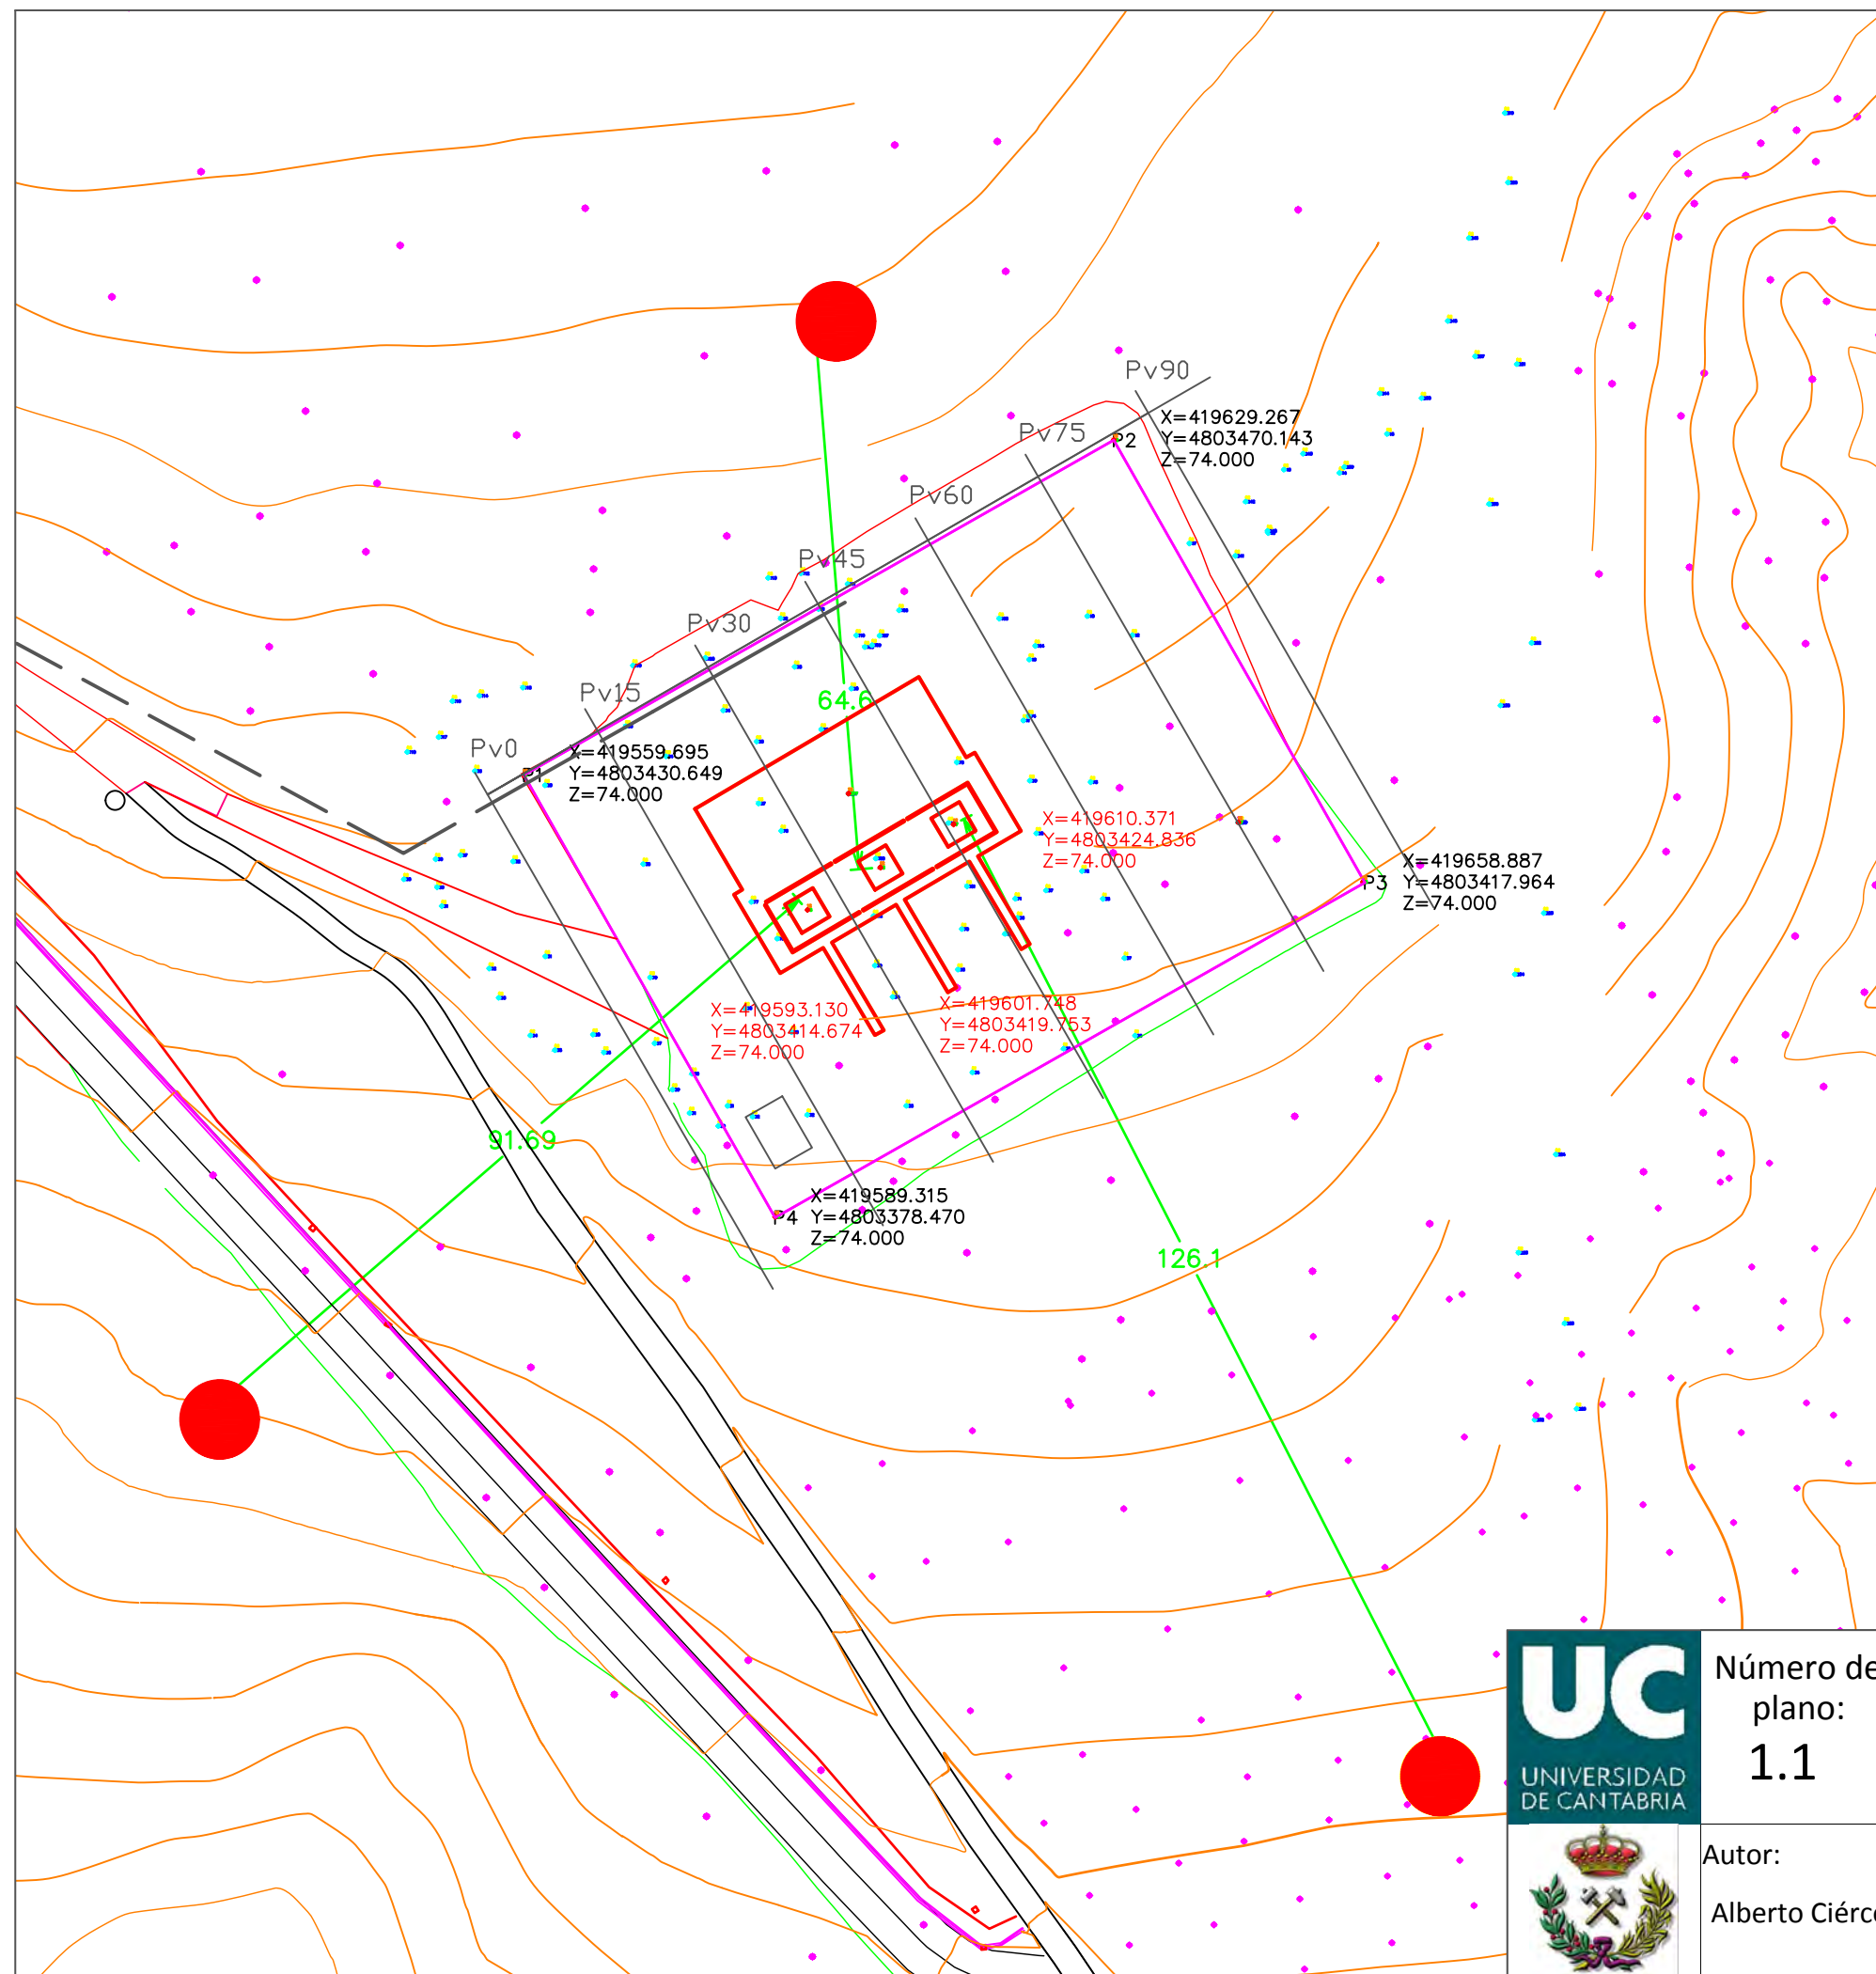 Pv90
X=419629.267
Y=4803470.143
Z=74.000
P2
Pv75
Pv60
Pv45
Pv30
Pv15
Pv0
P1
X=419559.695
Y=4803430.649
Z=74.000
64.6
X=419610.371
Y=4803424.836
Z=74.000
P3
X=419658.887
Y=4803417.964
Z=74.000
X=419593.130
Y=4803414.674
Z=74.000
X=419601.748
Y=4803419.753
Z=74.000
91.69
P4
X=419589.315
Y=4803378.470
Z=74.000
126.1
UC
UNIVERSIDAD
DE CANTABRIA
Número de
plano:
1.1
Autor:
Alberto Ciérco